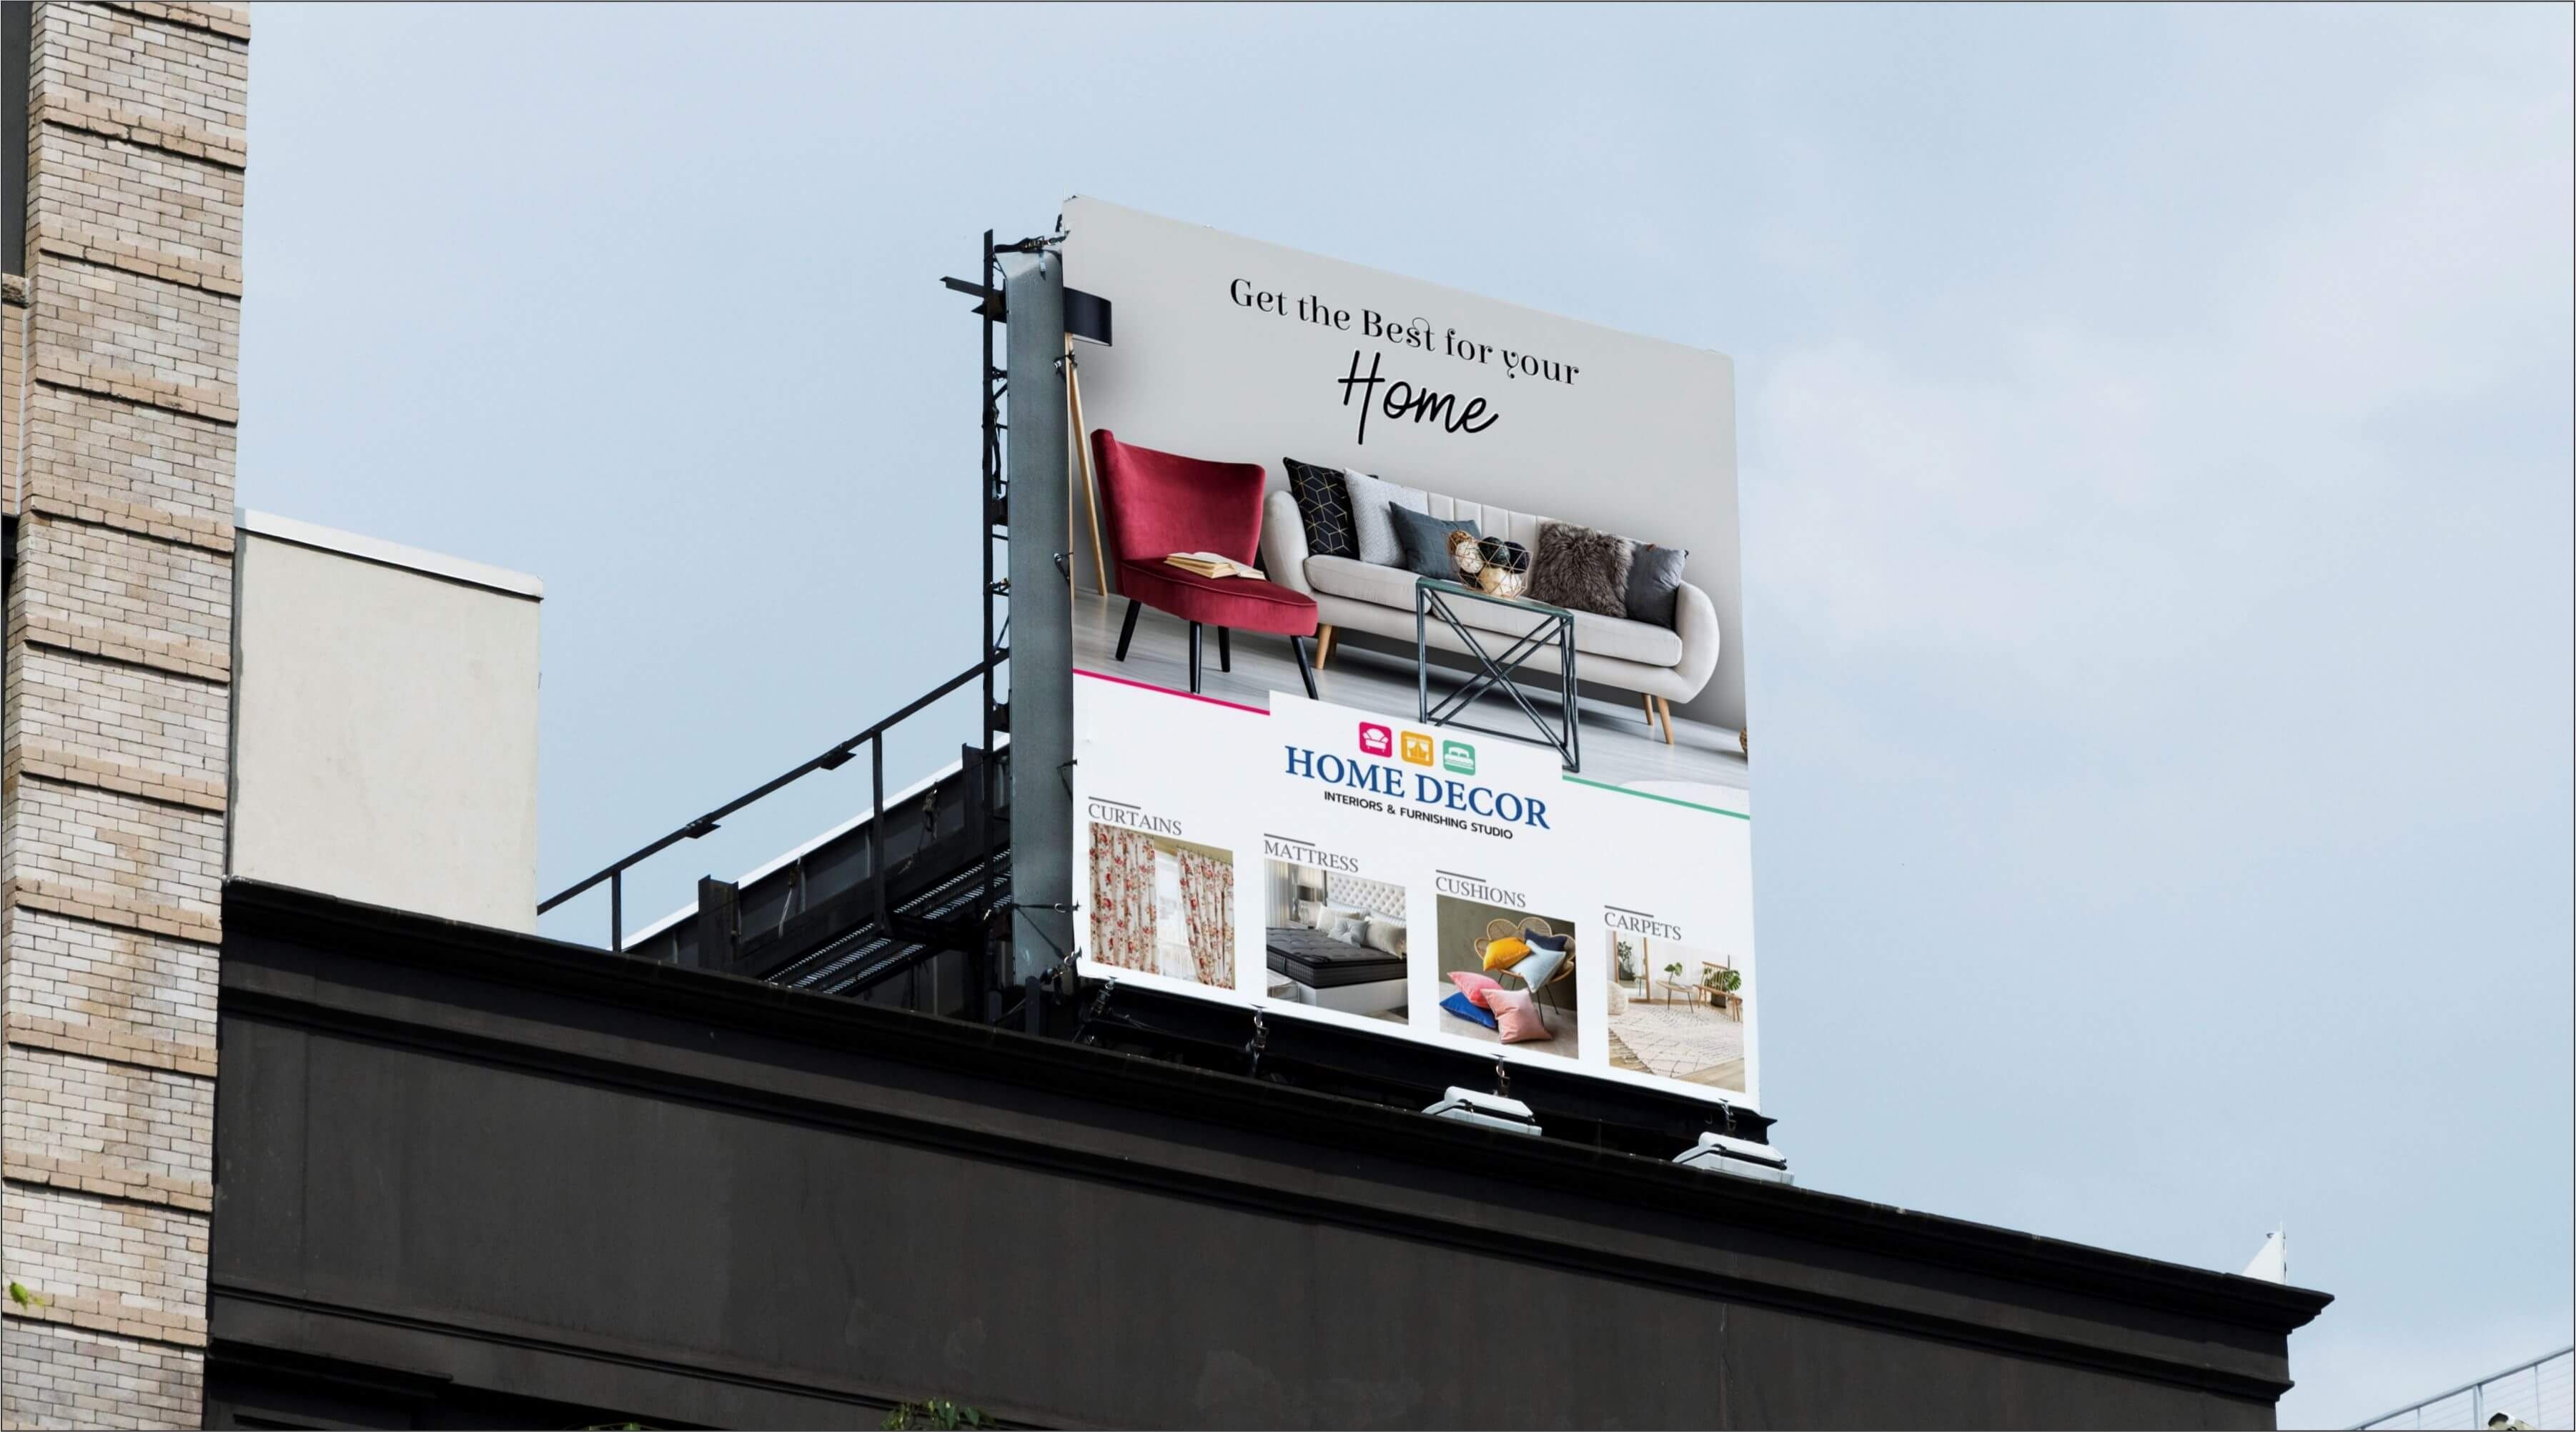 Get the Best for your
Home
HOME DECOR
INTERIORS & FURNISHING STUDIO
CURTAINS
MATTRESS
CUSHIONS
CARPETS